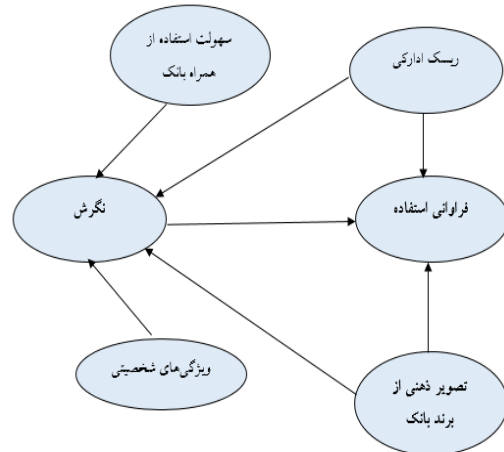 سهولت استفاده از
همراه بانک
ریسک ادارکی
نگرش
فراوانی استفاده
ویژگی‌های شخصیتی
تصویر ذهنی از
برند بانک